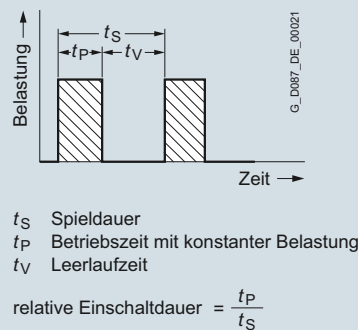 Belastung
tS
tP
tV
Zeit
G_D087_DE_00021
tS Spieldauer
tP Betriebszeit mit konstanter Belastung
tV Leerlaufzeit
relative Einschaltdauer = tP
tS